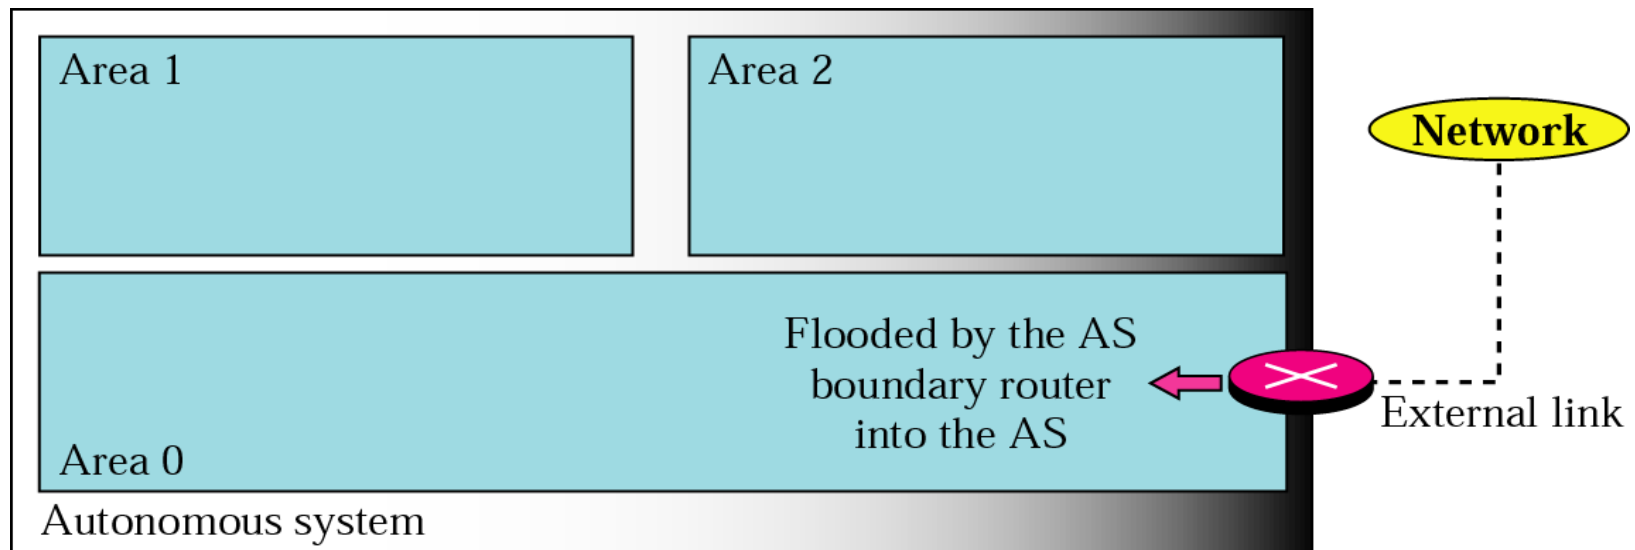 Area 1
Area 2
Network
Flooded by the AS
boundary router
into the AS
External link
Area 0
Autonomous system